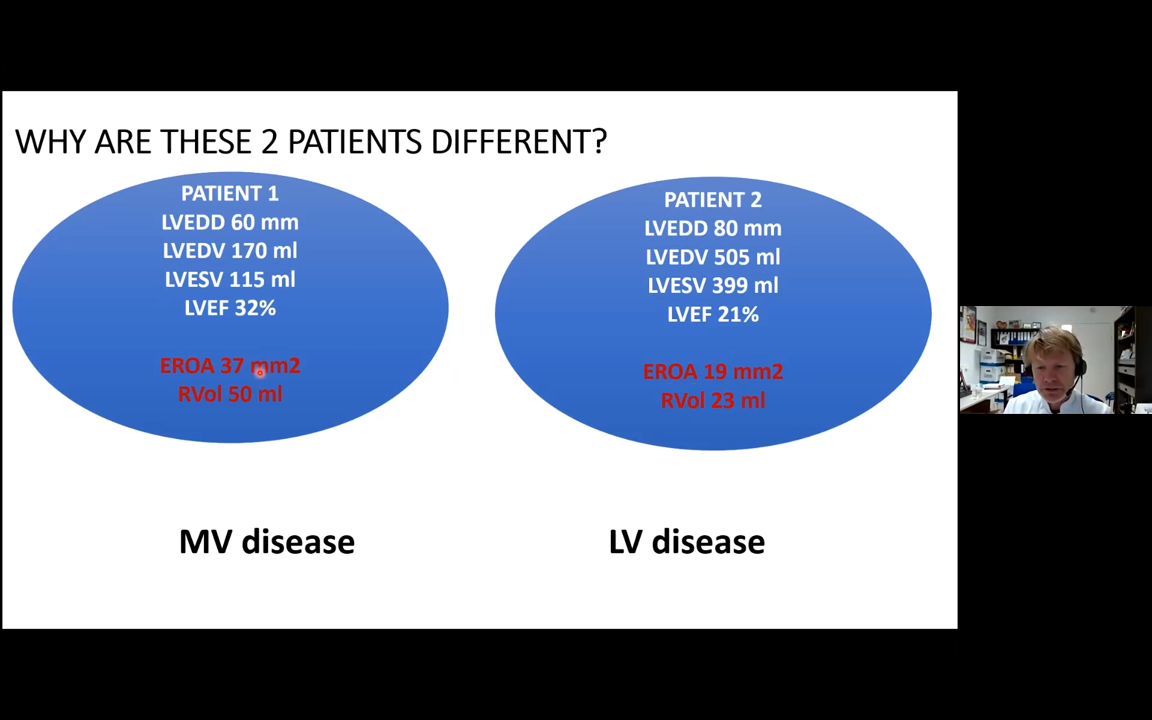 WHY ARE THESE 2 PATIENTS DIFFERENT?
PATIENT 1
LVEDD 60 mm
LVEDV 170 ml
LVESV 115 ml
LVEF 32%
EROA 37 mm2
RVol 50 ml
PATIENT 2
LVEDD 80 mm
LVEDV 505 ml
LVESV 399 ml
LVEF 21%
EROA 19 mm2
RVol 23 ml
MV disease
LV disease